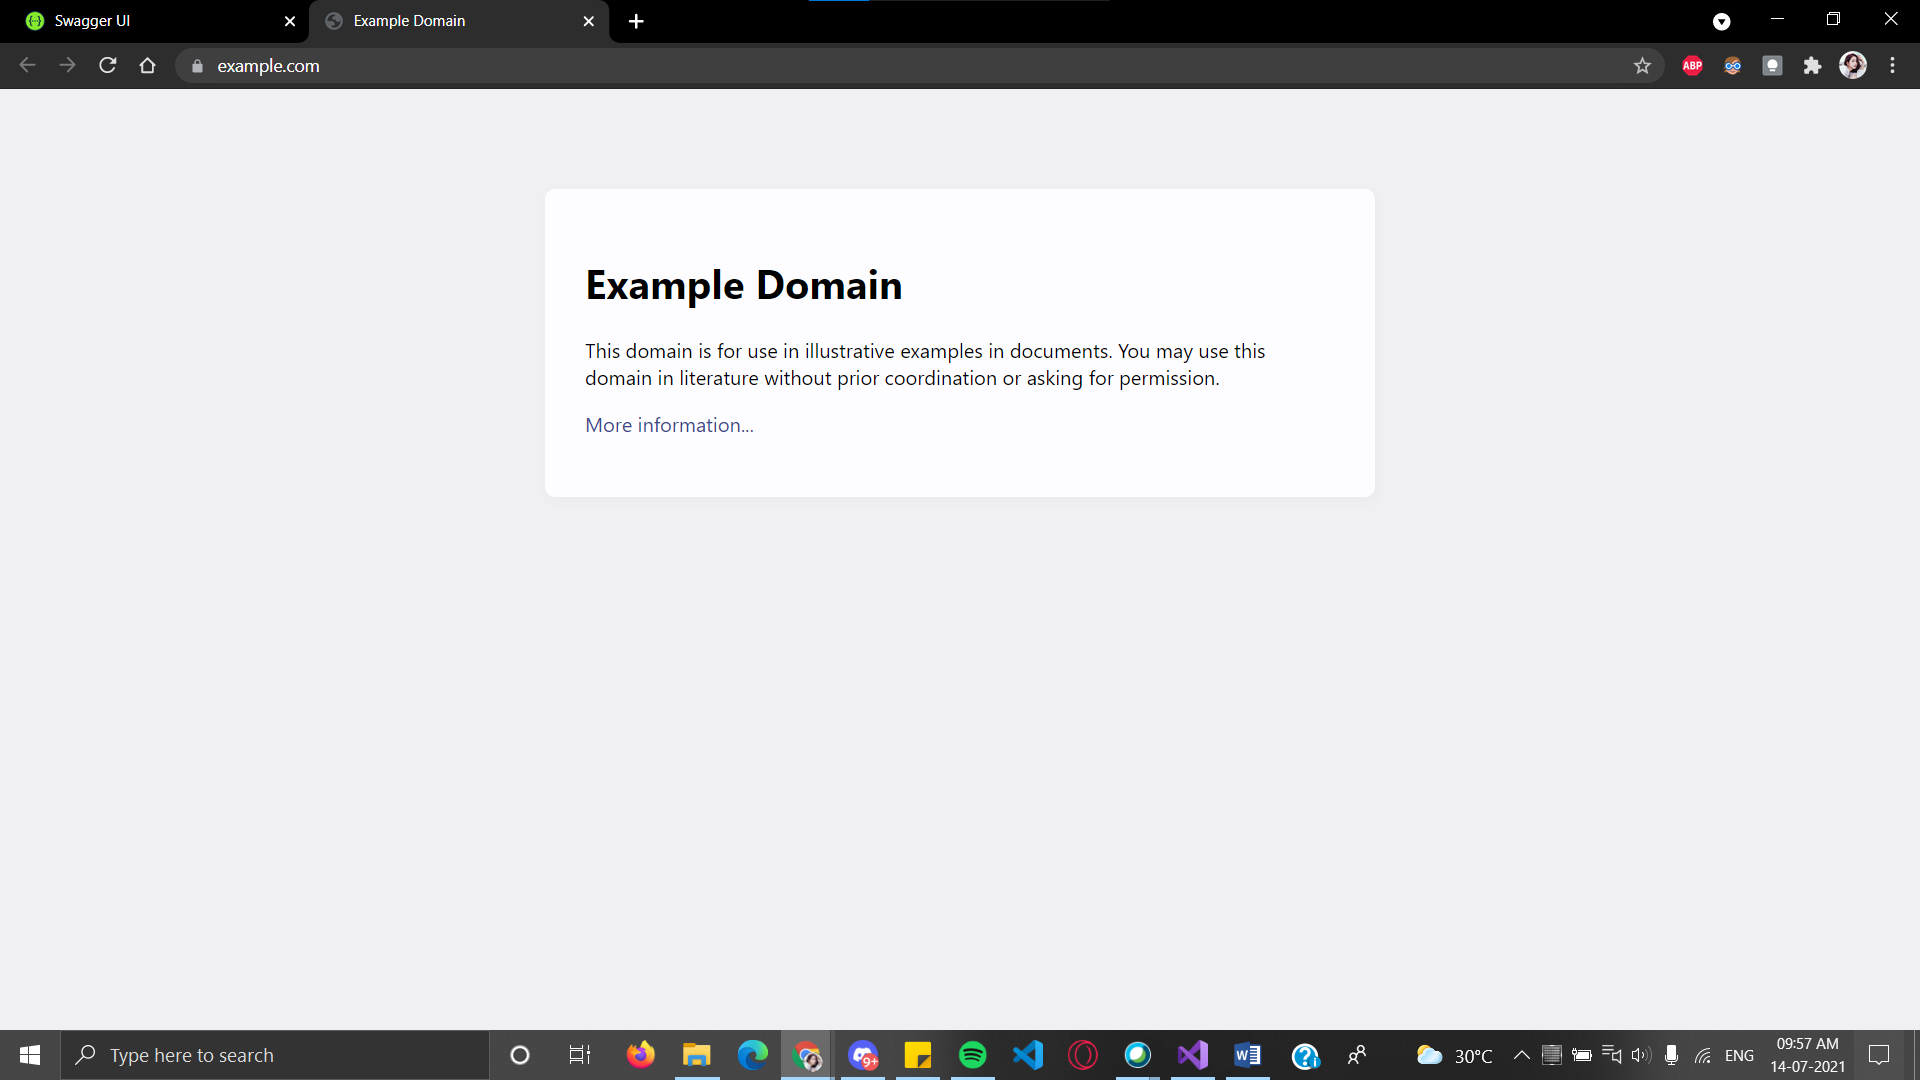 Swagger UI
Example Domain
example.com
ABP
Example Domain
This domain is for use in illustrative examples in documents. You may use this
domain in literature without prior coordination or asking for permission.
More information...
Type here to search
9+
30°C
ENG
09:57 AM
14-07-2021